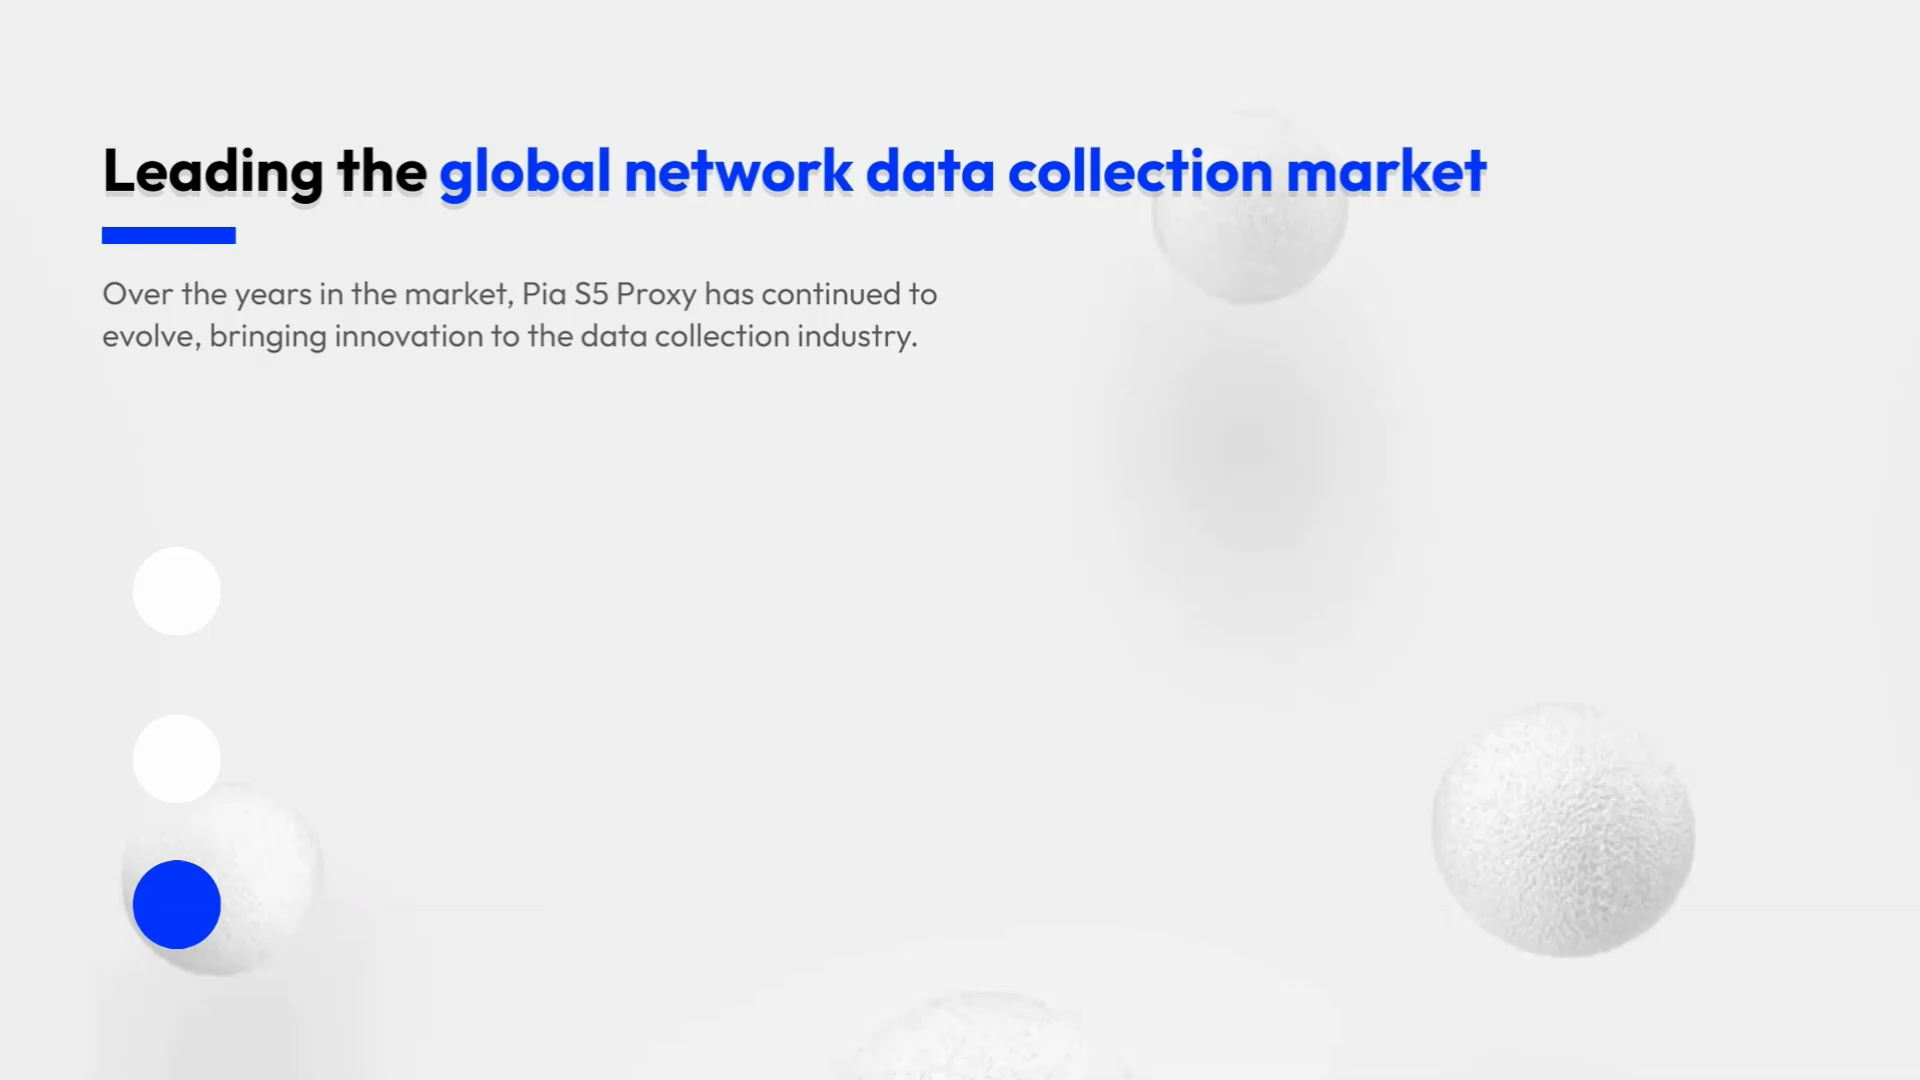 Leading the global network data collection market
Over the years in the market, Pia S5 Proxy has continued to
evolve, bringing innovation to the data collection industry.